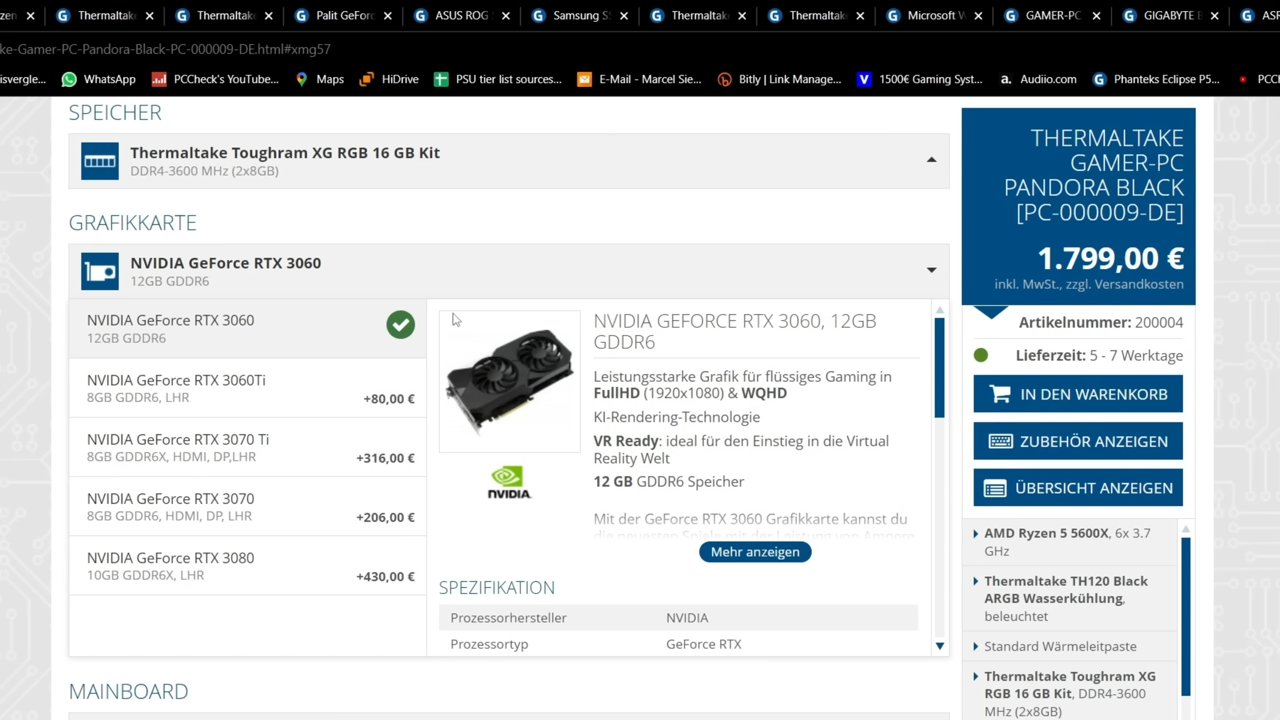 zen
Thermaltake
Thermaltake
Palit GeForc
ASUS ROG S
Samsung S
Thermaltake
Thermaltake
Microsoft W
GAMER-PC
GIGABYTE
ke-Gamer-PC-Pandora-Black-PC-000009-DE.html#xmg57
isvergle...
WhatsApp
PCCheck's YouTube...
Maps
HiDrive
PSU tier list sources...
E-Mail - Marcel Sie...
Bitly | Link Manage...
1500€ Gaming Syst...
Audiio.com
Phanteks Eclipse P5...
SPEICHER
Thermaltake Toughram XG RGB 16 GB Kit
DDR4-3600 MHz (2x8GB)
GRAFIKKARTE
NVIDIA GeForce RTX 3060
12GB GDDR6
NVIDIA GeForce RTX 3060
12GB GDDR6
NVIDIA GeForce RTX 3060Ti
8GB GDDR6, LHR
+80,00 €
NVIDIA GeForce RTX 3070 Ti
8GB GDDR6X, HDMI, DP,LHR
+316,00 €
NVIDIA GeForce RTX 3070
8GB GDDR6, HDMI, DP, LHR
+206,00 €
NVIDIA GeForce RTX 3080
10GB GDDR6X, LHR
+430,00 €
NVIDIA
NVIDIA GEFORCE RTX 3060, 12GB
GDDR6
Leistungsstarke Grafik für flüssiges Gaming in
FullHD (1920x1080) & WQHD
KI-Rendering-Technologie
VR Ready: ideal für den Einstieg in die Virtual
Reality Welt
12 GB GDDR6 Speicher
Mit der GeForce RTX 3060 Grafikkarte kannst du
die neuesten Spiele mit der Leistung von Ampere
Mehr anzeigen
SPEZIFIKATION
Prozessorhersteller NVIDIA
Prozessortyp GeForce RTX
MAINBOARD
THERMALTAKE
GAMER-PC
PANDORA BLACK
[PC-000009-DE]
1.799,00 €
inkl. MwSt., zzgl. Versandkosten
Artikelnummer: 200004
Lieferzeit: 5 - 7 Werktage
IN DEN WARENKORB
ZUBEHÖR ANZEIGEN
ÜBERSICHT ANZEIGEN
AMD Ryzen 5 5600X, 6x 3.7
GHz
Thermaltake TH120 Black
ARGB Wasserkühlung,
beleuchtet
Standard Wärmeleitpaste
Thermaltake Toughram XG
RGB 16 GB Kit, DDR4-3600
MHz (2x8GB)